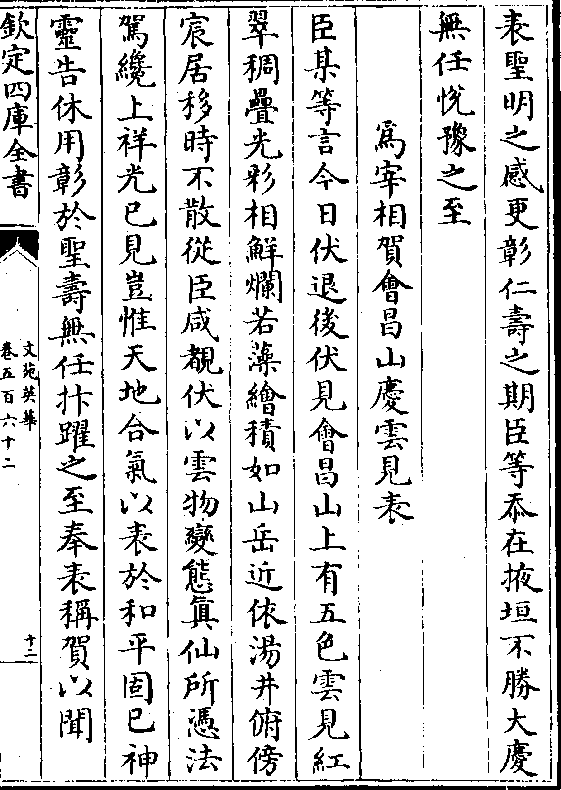 表聖明之感更彰仁壽之期臣等忝在掖垣不勝大慶
無任悅豫之至
爲宰相賀會昌山慶雲見表
臣某等言今日伏退後伏見會昌山上有五色雲見紅
翠稠疊光彩相鮮爛若藻繪積如山岳近依湯井俯傍
宸居移時不散從臣咸覩伏以雲物變態眞仙所憑法
駕纔上祥光已見豈惟天地合氣以表於和平固已神
靈告休用彰於聖壽無任抃躍之至奉表稱賀以聞
欽定四庫全書
文苑英華
卷五百六十二
十二